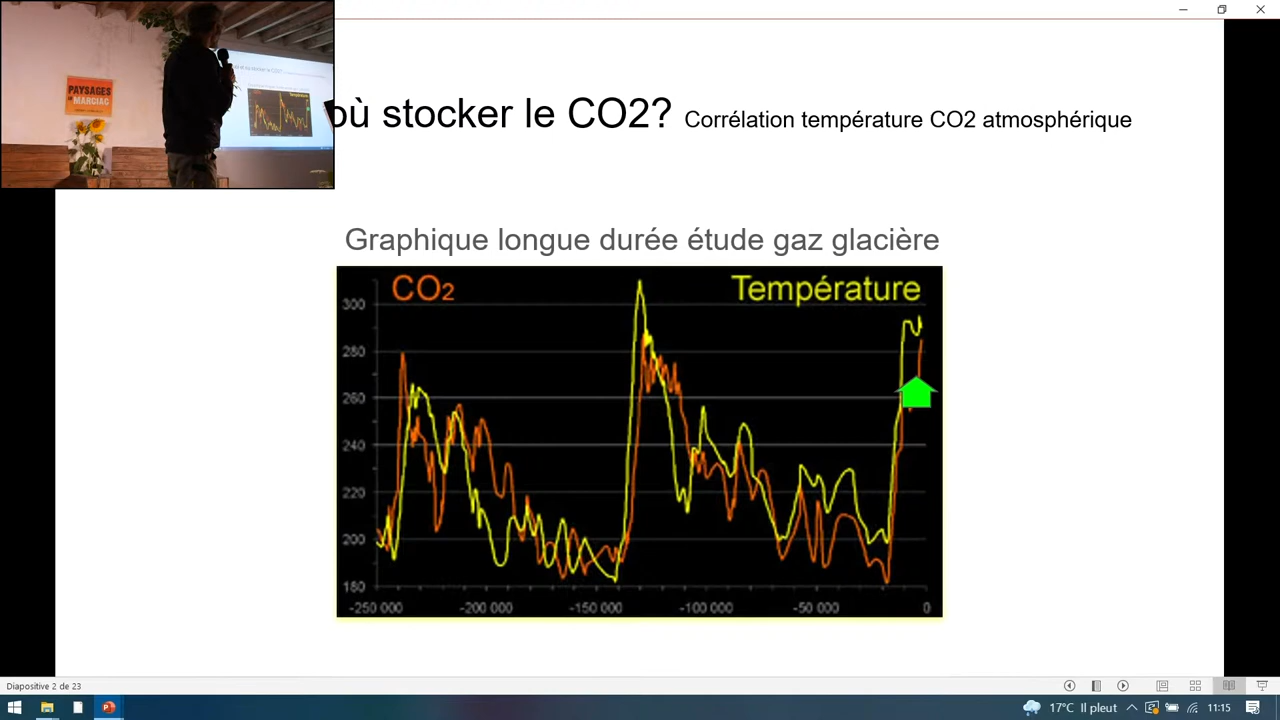 PAYSAGES
MARCIAC
où stocker le CO2? Corrélation température CO2 atmosphérique
Graphique longue durée étude gaz glacière
CO2
Température
300
280
260
240
220
200
180
-250 000
-200 000
-150 000
-100 000
-50 000
0
Diapositive 2 de 23
17°C Il pleut
11:15